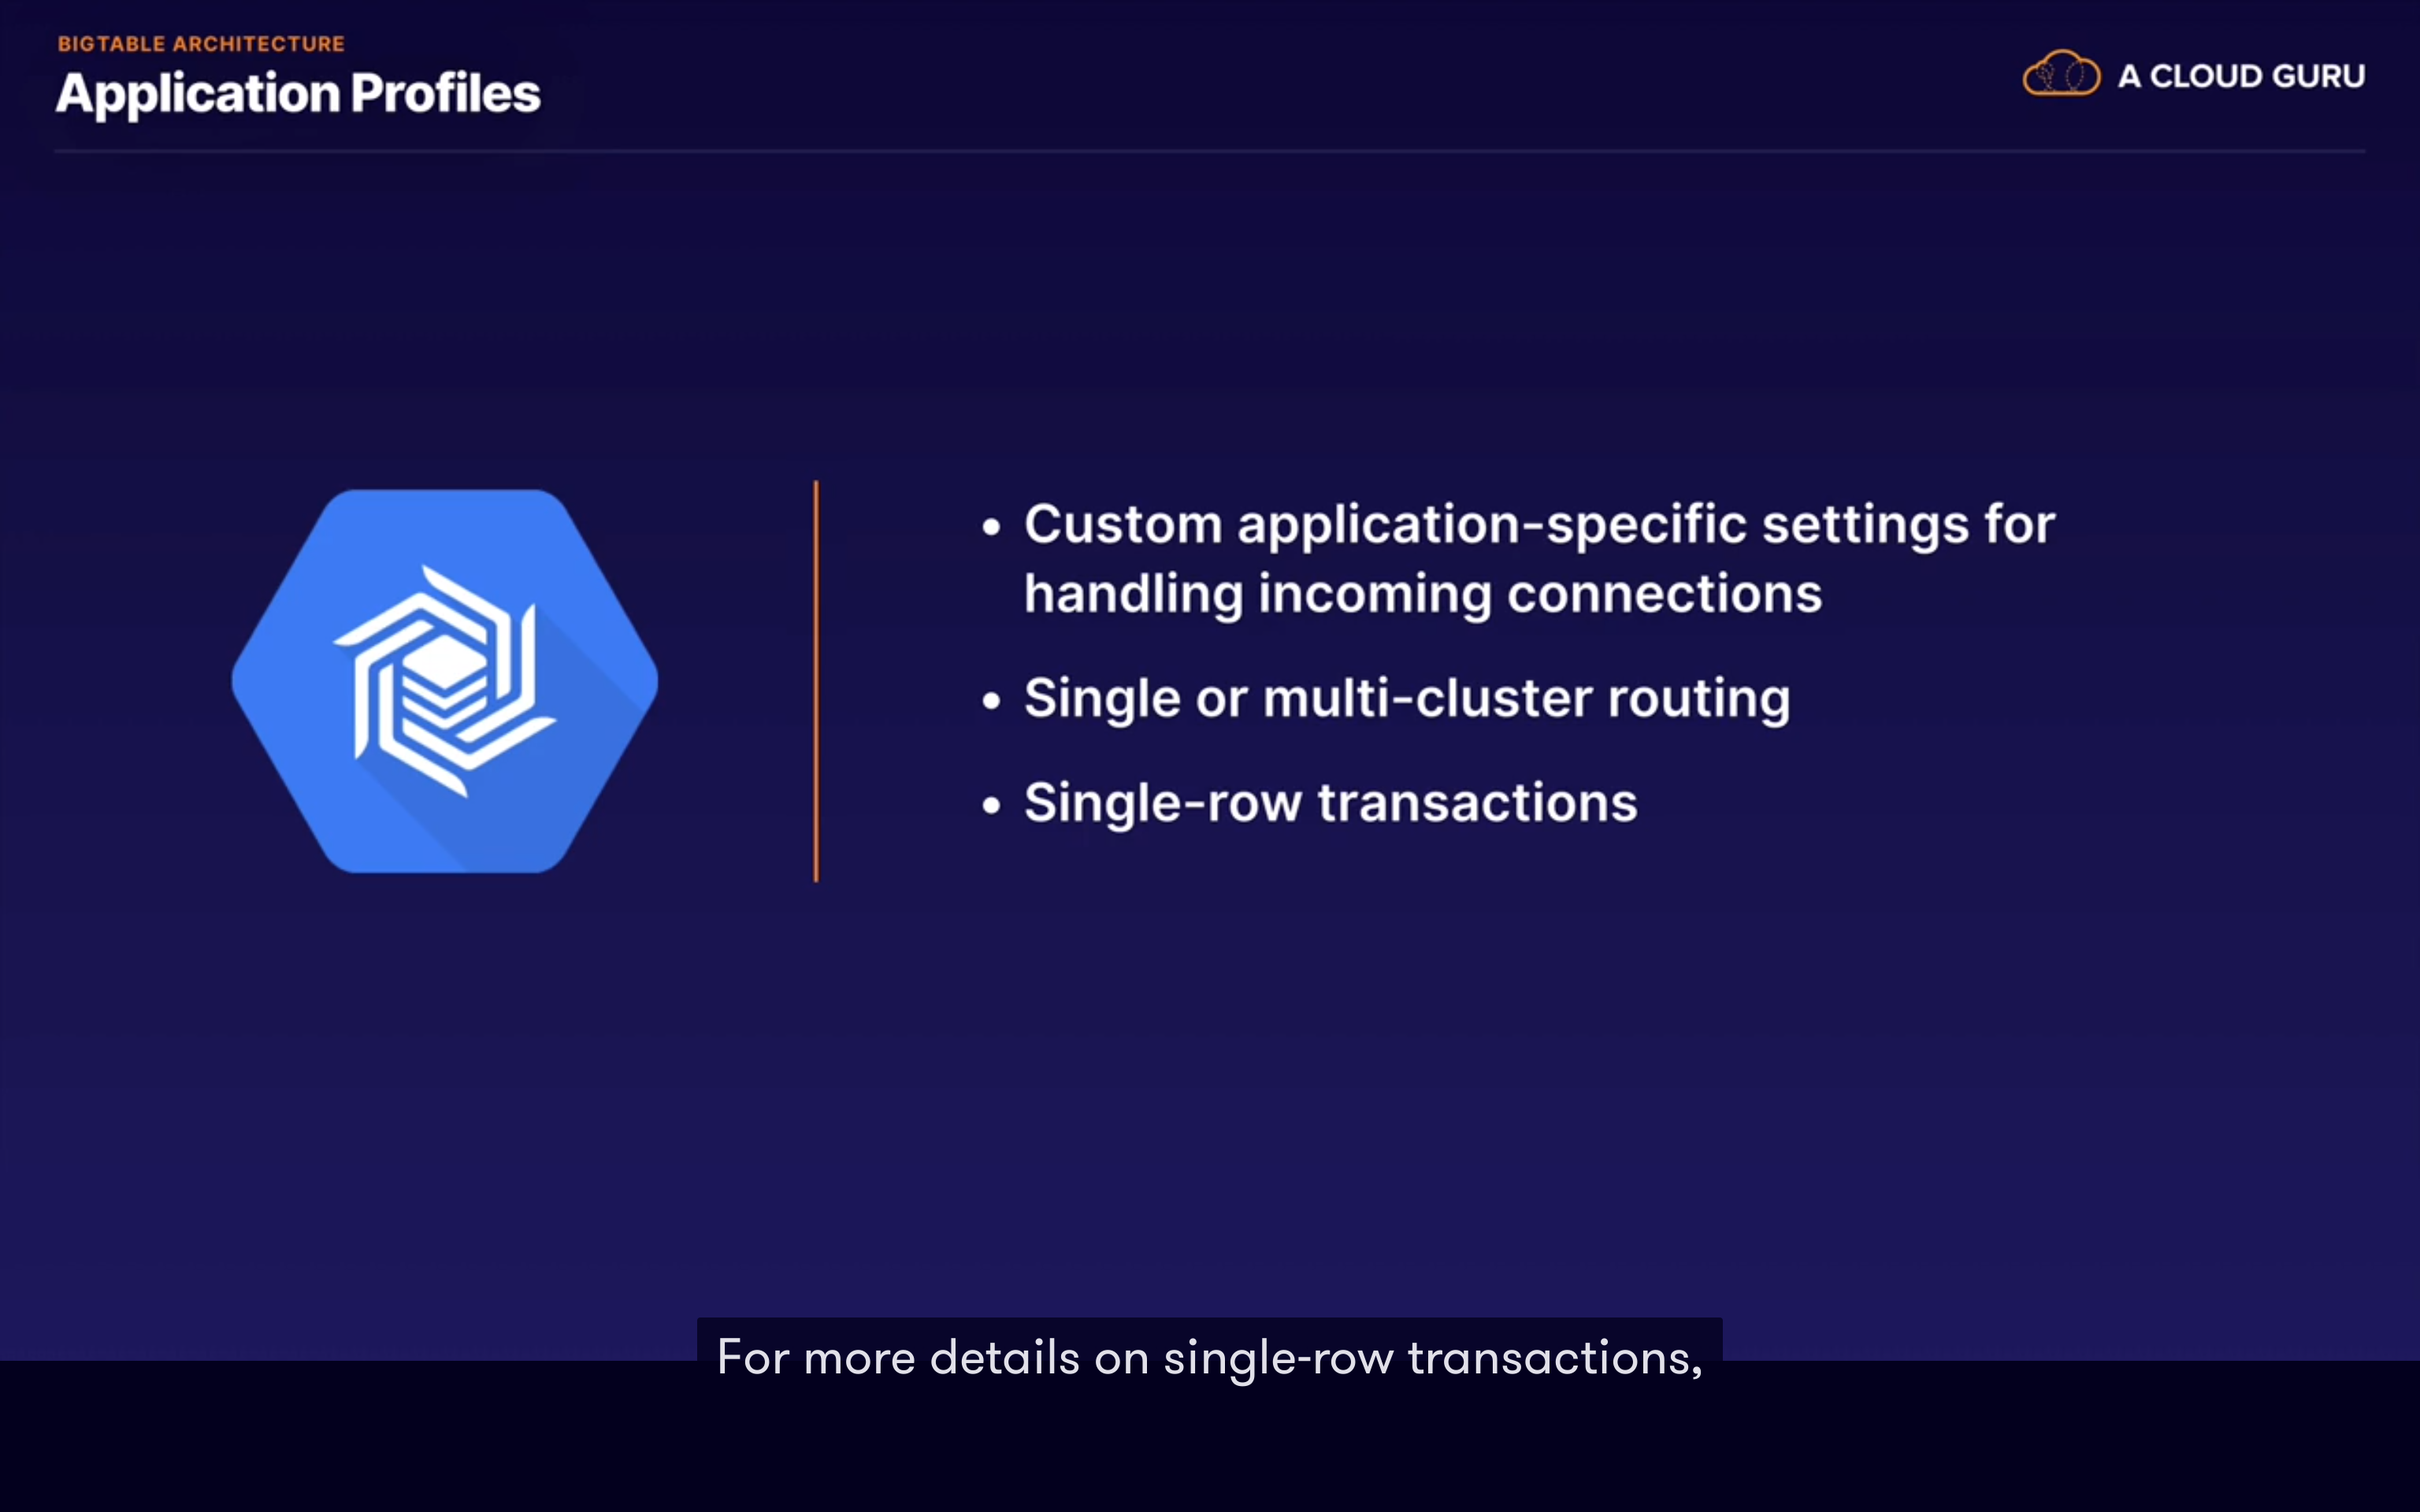 BIGTABLE ARCHITECTURE
Application Profiles
A CLOUD GURU
• Custom application-specific settings for
handling incoming connections
• Single or multi-cluster routing
• Single-row transactions
For more details on single-row transactions,